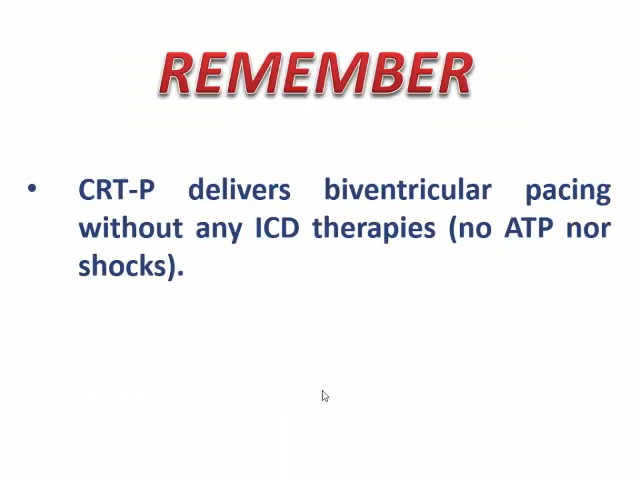 REMEMBER
• CRT-P delivers biventricular pacing
without any ICD therapies (no ATP nor
shocks).